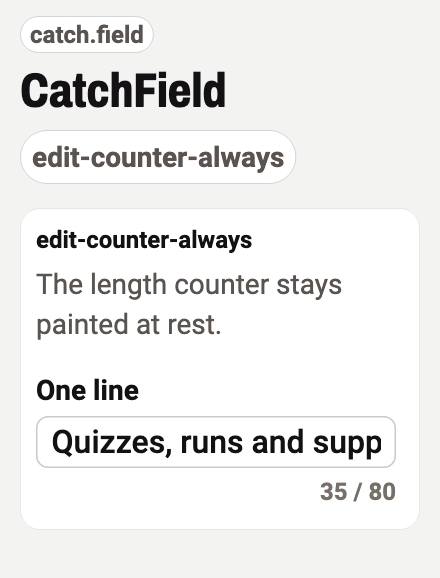 catch.field
CatchField
edit-counter-always
edit-counter-always
The length counter stays
painted at rest.
One line
Quizzes, runs and supp
35 / 80